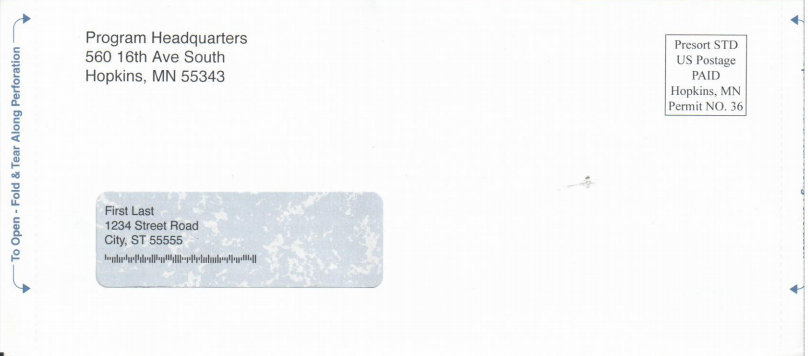 To Open - Fold & Tear Along Perforation
Program Headquarters
560 16th Ave South
Hopkins, MN 55343
Presort STD
US Postage
PAID
Hopkins, MN
Permit NO. 36
First Last
1234 Street Road
City, ST 55555